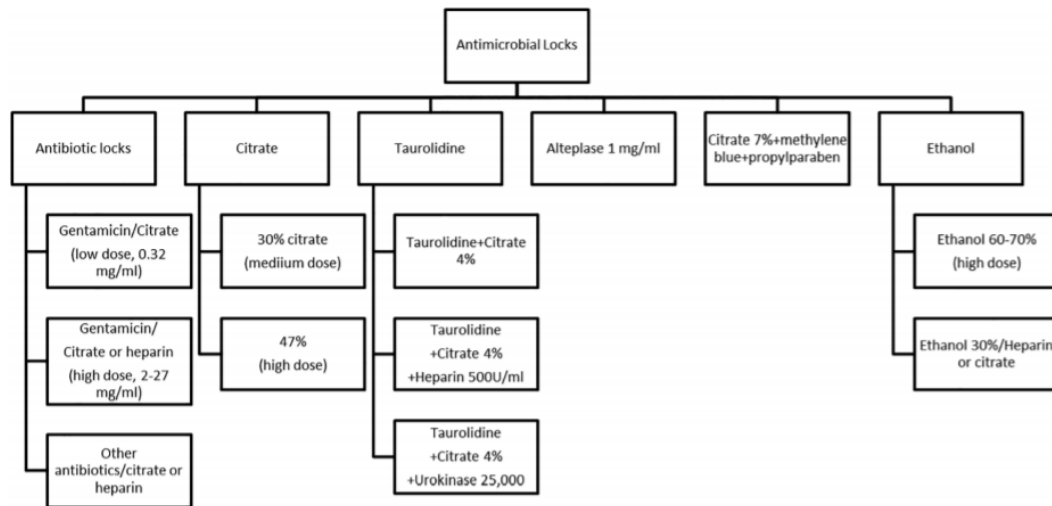 Antimicrobial Locks
Antibiotic locks
Citrate
Taurolidine
Alteplase 1 mg/ml
Citrate 7%+methylene
blue+propylparaben
Ethanol
Gentamicin/Citrate
(low dose, 0.32
mg/ml)
30% citrate
(mediium dose)
Taurolidine+Citrate
4%
Ethanol 60-70%
(high dose)
Gentamicin/
Citrate or heparin
(high dose, 2-27
mg/ml)
47%
(high dose)
Taurolidine
+Citrate 4%
+Heparin 500U/ml
Ethanol 30%/Heparin
or citrate
Other
antibiotics/citrate or
heparin
Taurolidine
+Citrate 4%
+Urokinase 25,000